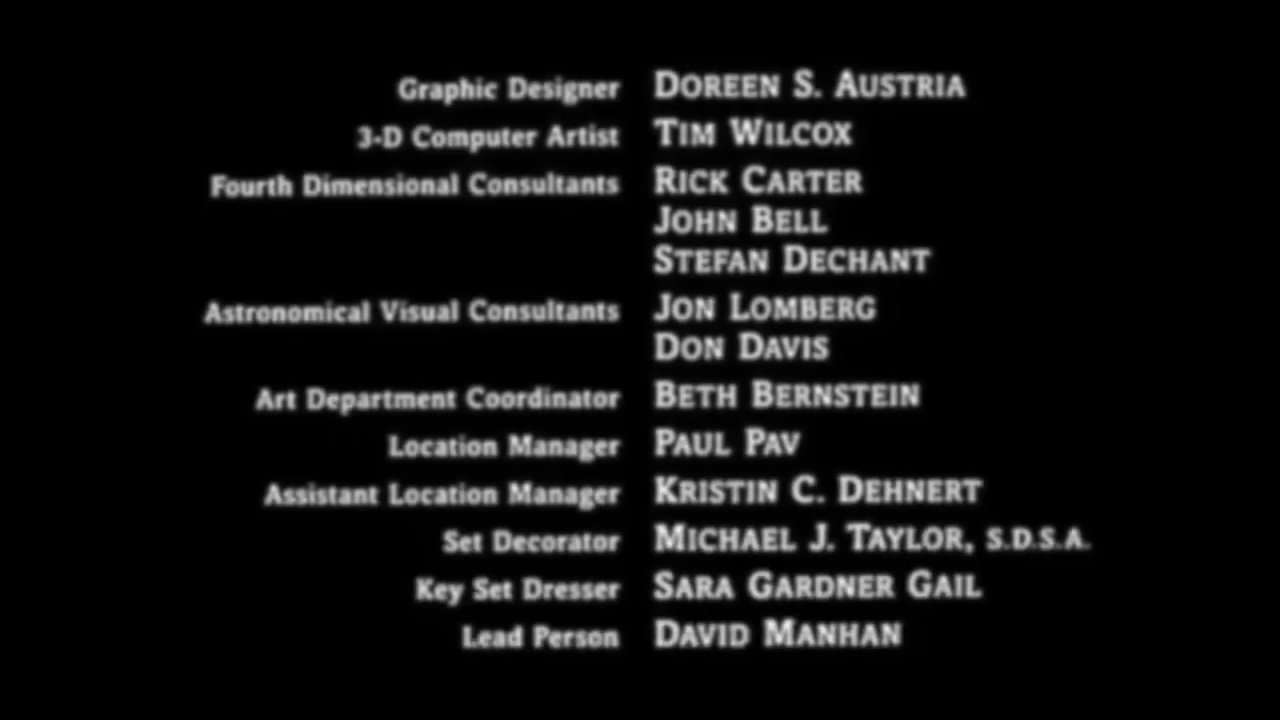 Graphic Designer DOREEN S. AUSTRIA
3-D Computer Artist TIM WILCOX
Fourth Dimensional Consultants RICK CARTER
JOHN BELL
STEFAN DECHANT
Astronomical Visual Consultants JON LOMBERG
DON DAVIS
Art Department Coordinator BETH BERNSTEIN
Location Manager PAUL PAV
Assistant Location Manager KRISTIN C. DEHNERT
Set Decorator MICHAEL J. TAYLOR, S.D.S.A.
Key Set Dresser SARA GARDNER GAIL
Lead Person DAVID MANHAN